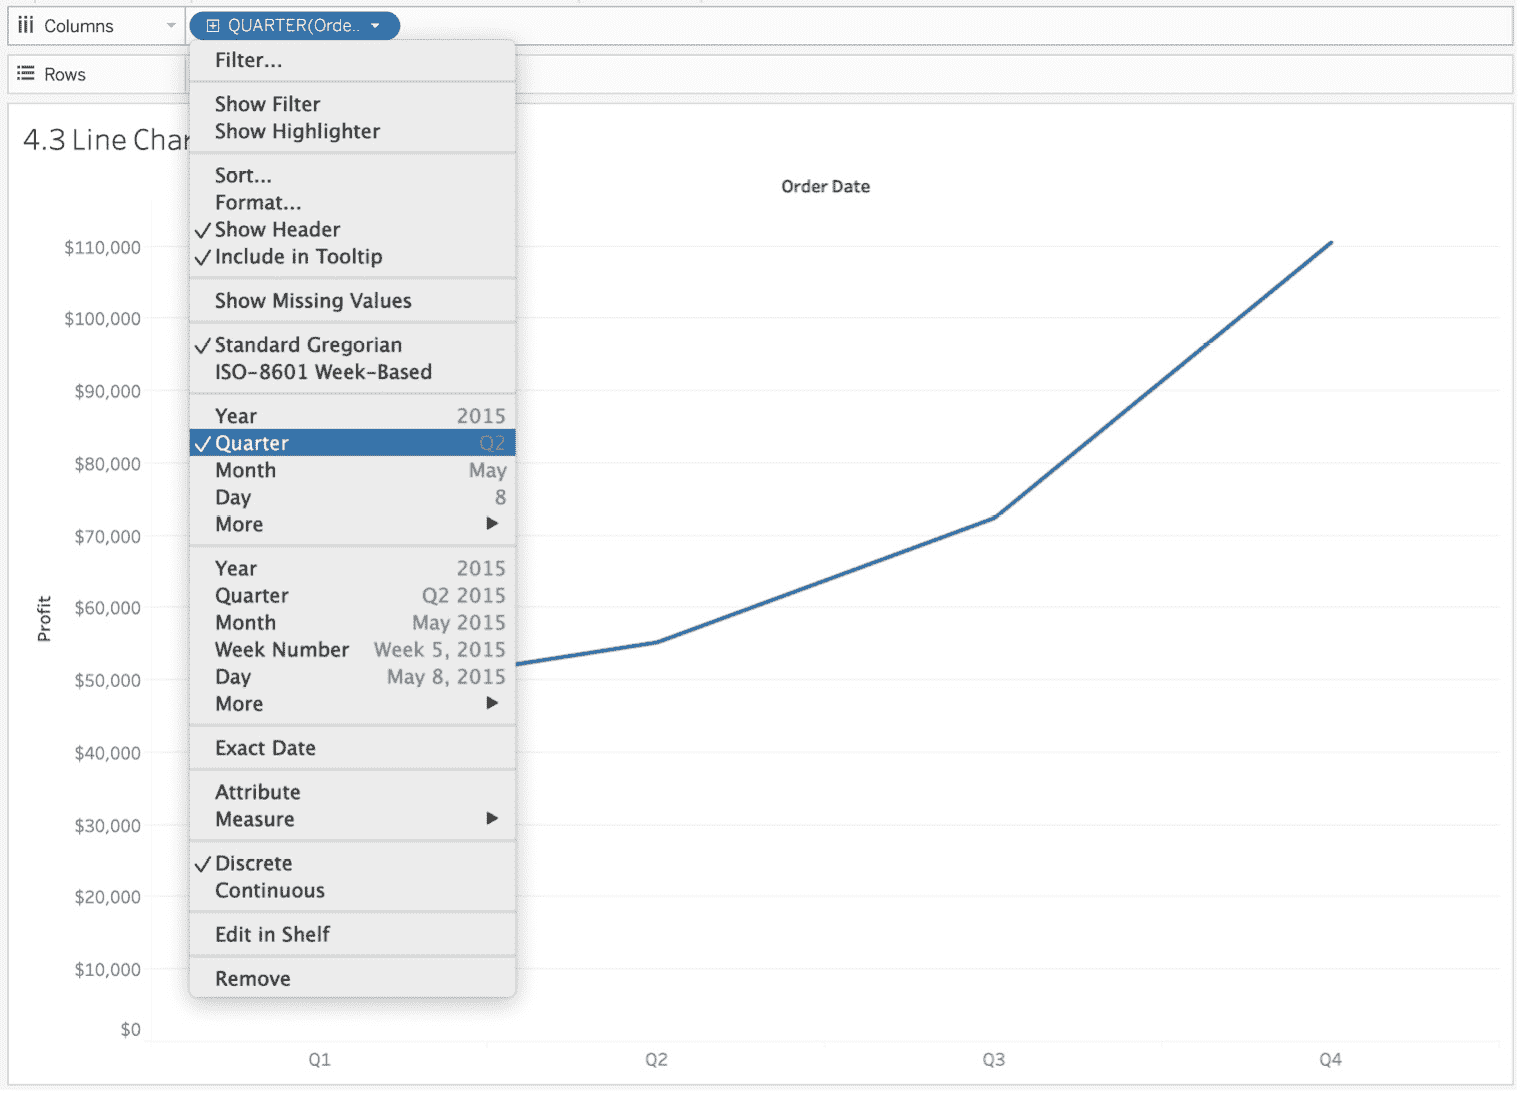 Columns
QUARTER(Orde..
Rows
Filter...
Show Filter
Show Highlighter
Sort...
Format...
Show Header
Include in Tooltip
Show Missing Values
Standard Gregorian
ISO-8601 Week-Based
Year 2015
Quarter Q2
Month May
Day 8
More
Year 2015
Quarter Q2 2015
Month May 2015
Week Number Week 5, 2015
Day May 8, 2015
More
Exact Date
Attribute
Measure
Discrete
Continuous
Edit in Shelf
Remove
4.3 Line Char
Order Date
Profit
$110,000
$100,000
$90,000
$80,000
$70,000
$60,000
$50,000
$40,000
$30,000
$20,000
$10,000
$0
Q1 Q2 Q3 Q4